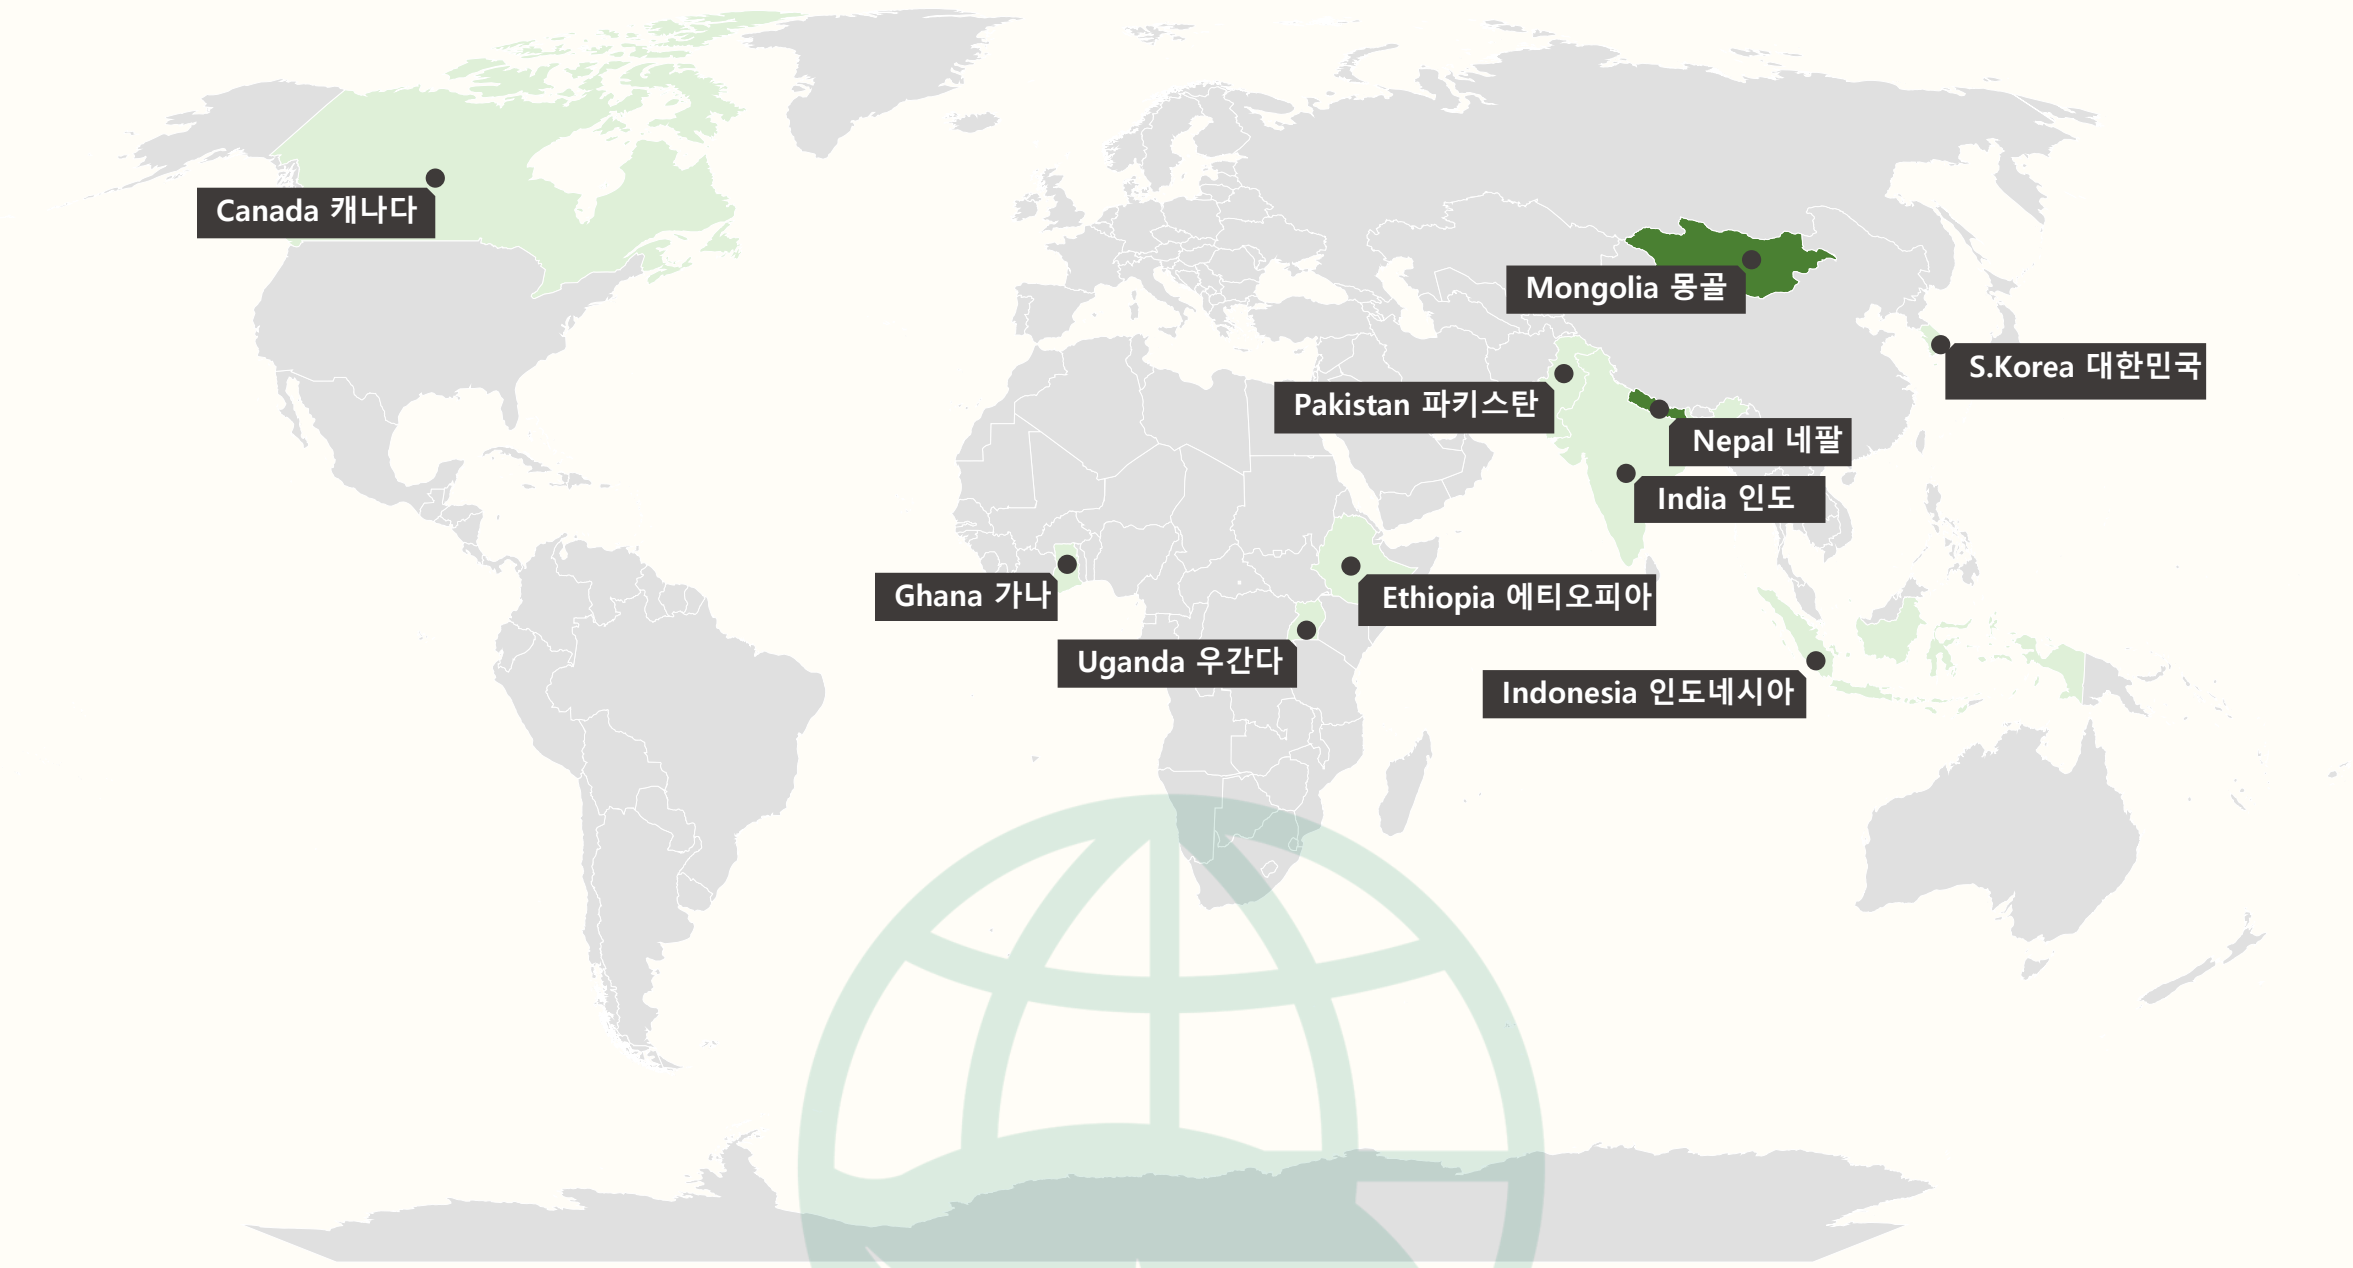 Canada 캐나다
Mongolia 몽골
S.Korea 대한민국
Pakistan 파키스탄
Nepal 네팔
India 인도
Ghana 가나
Ethiopia 에티오피아
Uganda 우간다
Indonesia 인도네시아